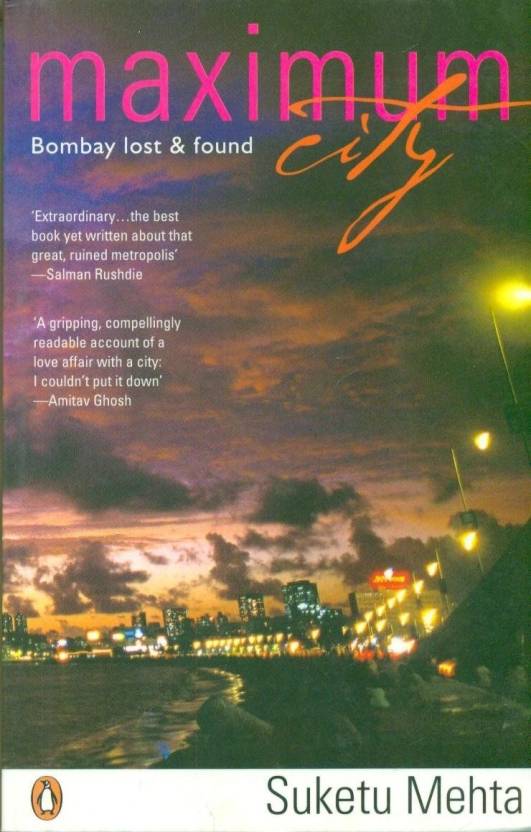 maximum
city
Bombay lost & found
‘Extraordinary…the best
book yet written about that
great, ruined metropolis’
—Salman Rushdie
‘A gripping, compellingly
readable account of a
love affair with a city:
I couldn’t put it down’
—Amitav Ghosh
Suketu Mehta